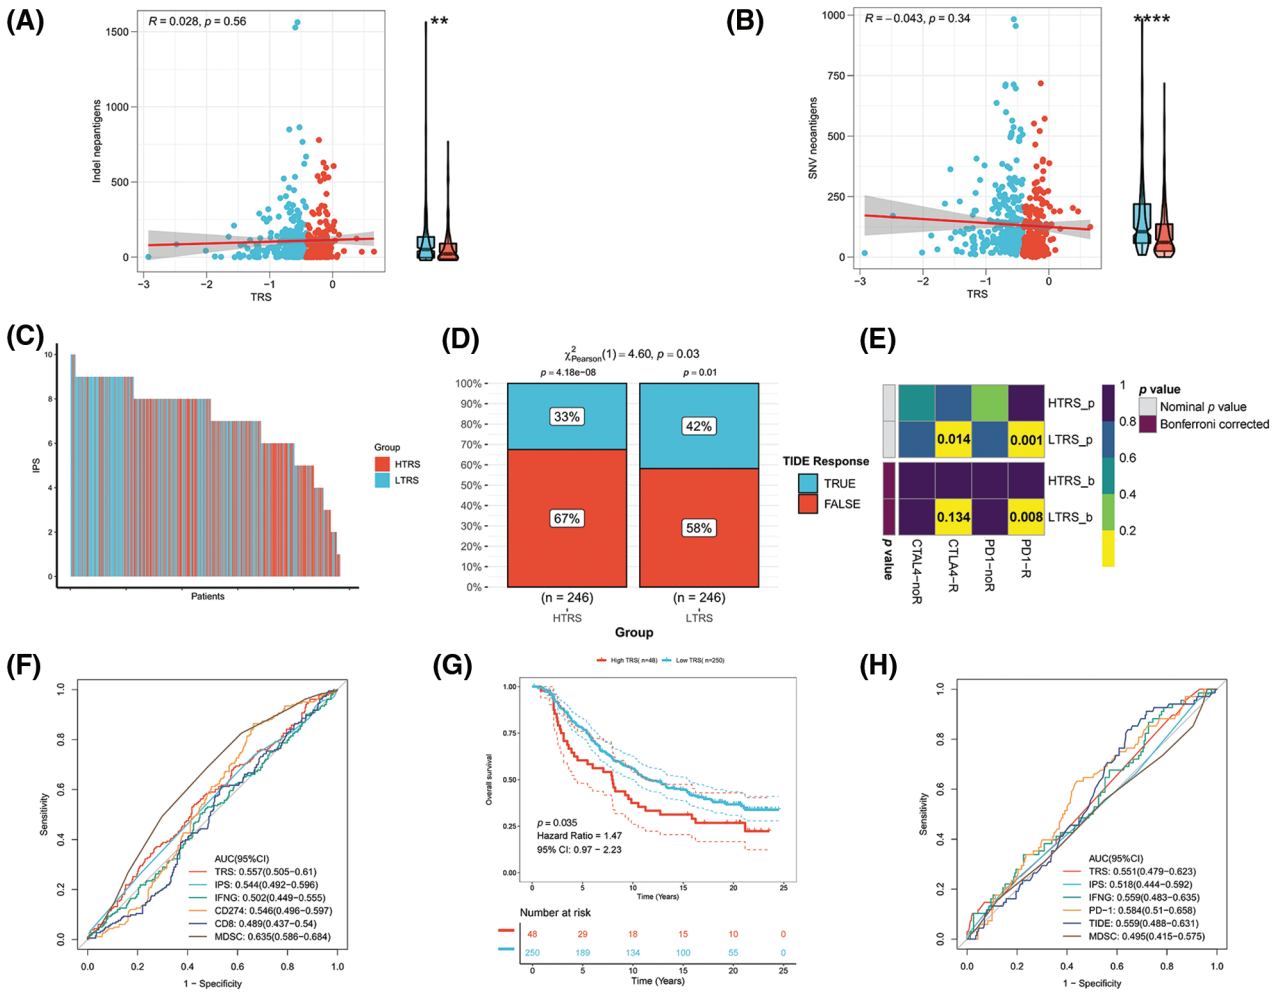 (A)
R = 0.028, p = 0.56
**
Indel nepantigens
1500
1000
500
0
−3
−2
−1
0
TRS
(B)
R = −0.043, p = 0.34
****
SNV neoantigens
1000
750
500
250
0
−3
−2
−1
0
TRS
(C)
IPS
10
8
6
4
2
0
Patients
Group
HTRS
LTRS
(D)
χ2Pearson(1) = 4.60, p = 0.03
p = 4.18e−08
p = 0.01
100%
90%
80%
70%
60%
50%
40%
30%
20%
10%
0%
33%
42%
67%
58%
(n = 246)
(n = 246)
HTRS
LTRS
Group
TIDE Response
TRUE
FALSE
(E)
HTRS_p
LTRS_p
HTRS_b
LTRS_b
0.014
0.001
0.134
0.008
p value
CTAL4−noR
CTLA4−R
PD1−noR
PD1−R
1
0.8
0.6
0.4
0.2
p value
Nominal p value
Bonferroni corrected
(F)
Sensitivity
1.0
0.8
0.6
0.4
0.2
0.0
AUC(95%CI)
TRS: 0.557(0.505−0.61)
IPS: 0.544(0.492−0.596)
IFNG: 0.502(0.449−0.555)
CD274: 0.546(0.496−0.597)
CD8: 0.489(0.437−0.54)
MDSC: 0.635(0.586−0.684)
0.0
0.2
0.4
0.6
0.8
1.0
1 − Specificity
(G)
High TRS( n=48)
Low TRS(n=250)
Overall survival
1.00
0.75
0.50
0.25
0.00
p = 0.035
Hazard Ratio = 1.47
95% CI: 0.97 − 2.23
0
5
10
15
20
25
Time (Years)
Number at risk
48 29 18 15 10 0
250 189 134 100 55 0
0 5 10 15 20 25
Time (Years)
(H)
Sensitivity
1.0
0.8
0.6
0.4
0.2
0.0
AUC(95%CI)
TRS: 0.551(0.479−0.623)
IPS: 0.518(0.444−0.592)
IFNG: 0.559(0.483−0.635)
PD−1: 0.584(0.51−0.658)
TIDE: 0.559(0.488−0.631)
MDSC: 0.495(0.415−0.575)
0.0
0.2
0.4
0.6
0.8
1.0
1 − Specificity